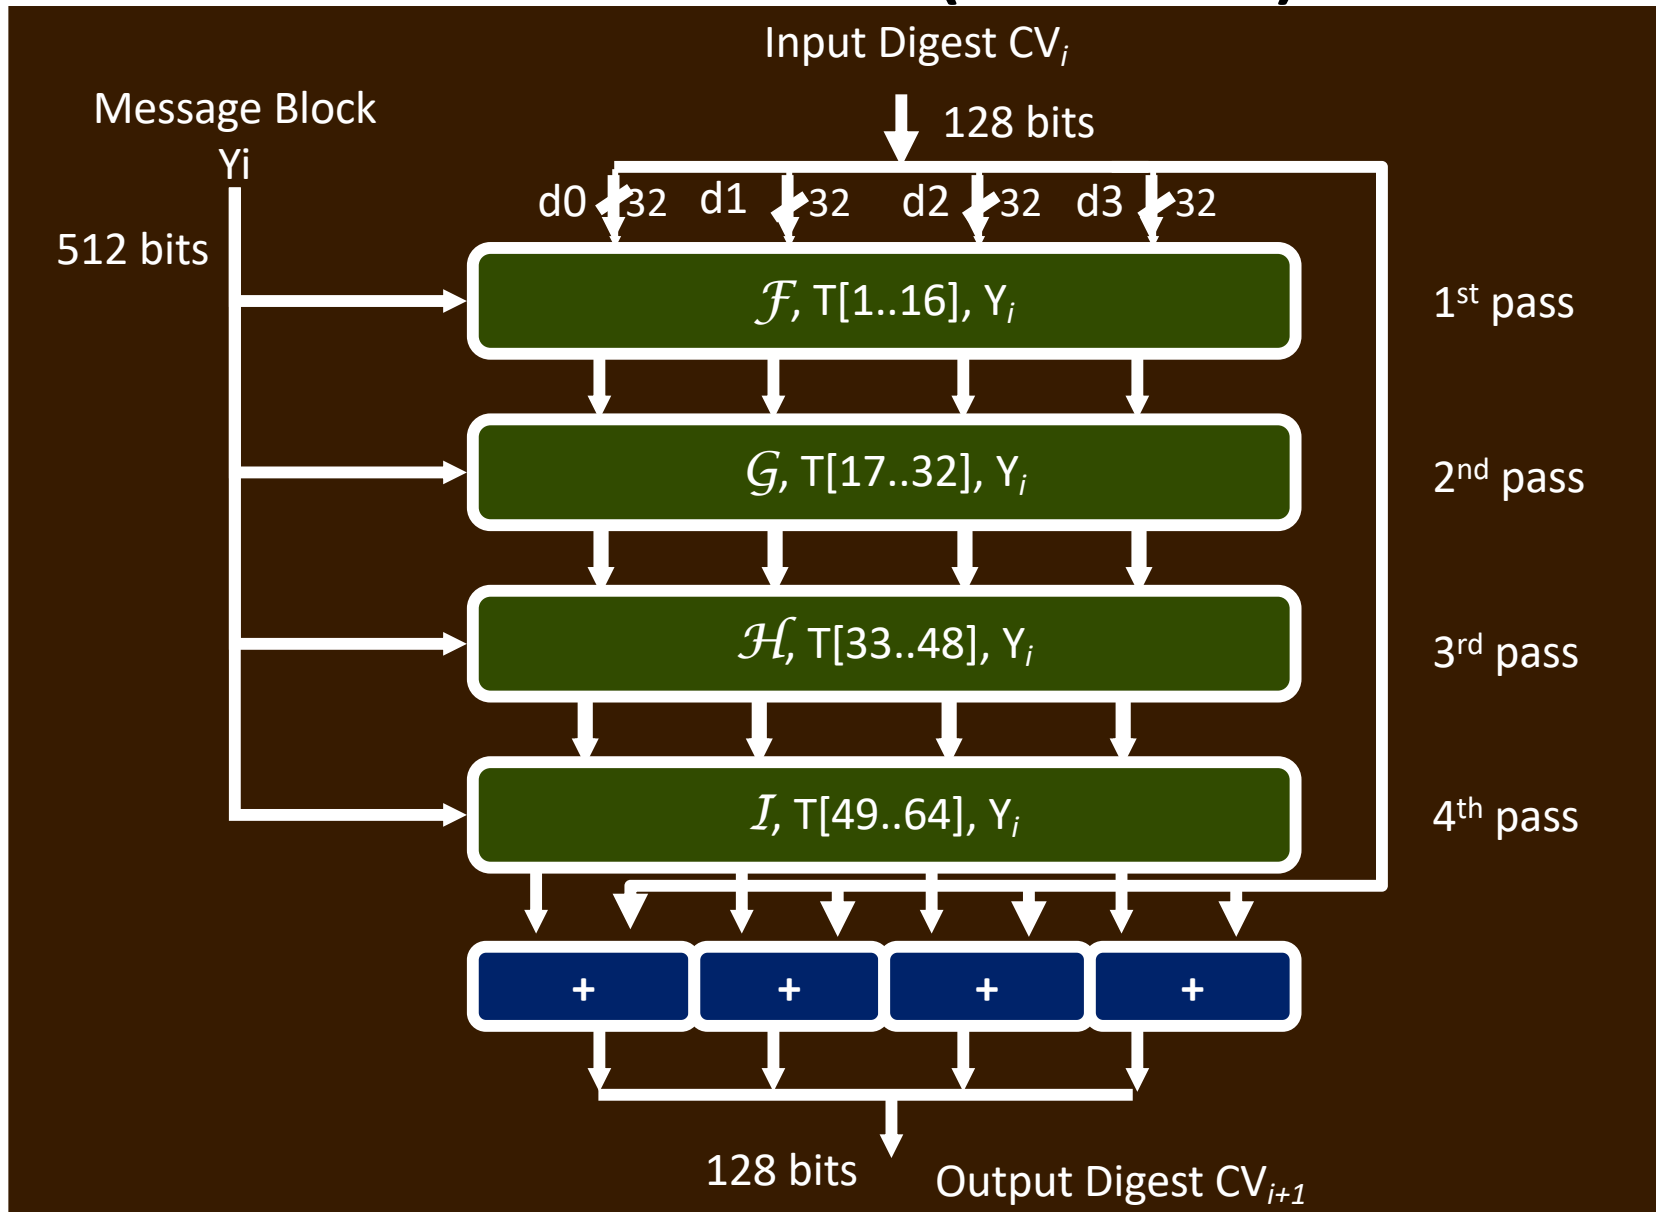 Input Digest CVi
Message Block
Yi
128 bits
d0 32 d1 32 d2 32 d3 32
512 bits
ℱ, T[1..16], Yi
1st pass
𝒢, T[17..32], Yi
2nd pass
ℋ, T[33..48], Yi
3rd pass
ℐ, T[49..64], Yi
4th pass
+ + + +
128 bits
Output Digest CVi+1